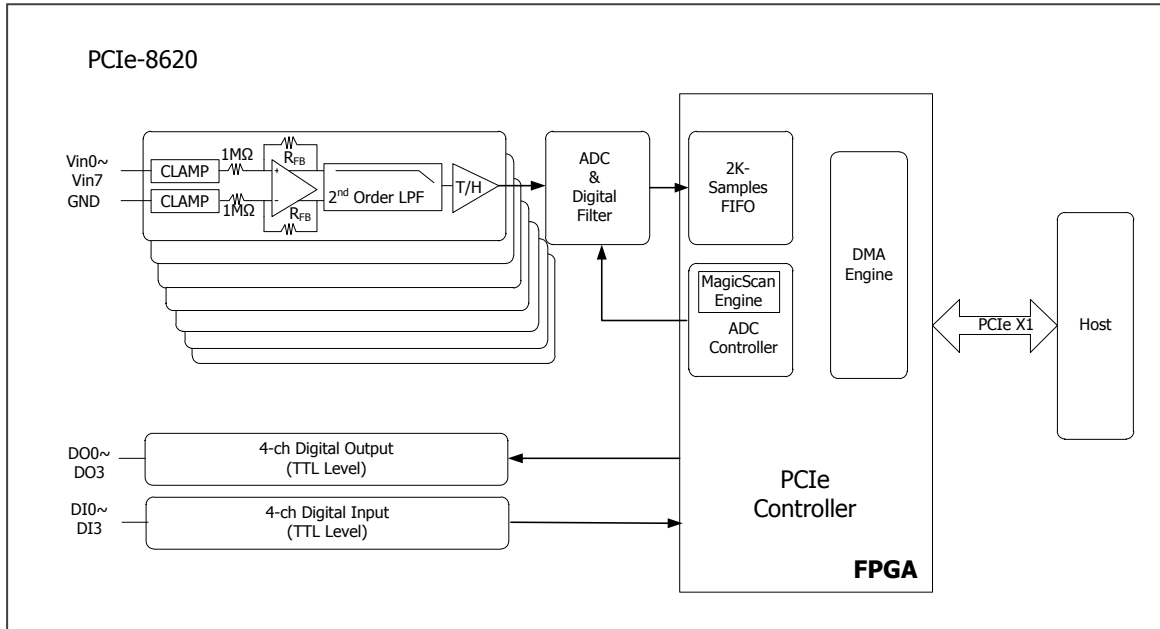 PCIe-8620
Vin0~
Vin7
GND
CLAMP
CLAMP
1MΩ
1MΩ
RFB
RFB
+
-
2nd Order LPF
T/H
ADC
&
Digital
Filter
2K-
Samples
FIFO
MagicScan
Engine
ADC
Controller
DMA
Engine
PCIe X1
Host
DO0~
DO3
4-ch Digital Output
(TTL Level)
DI0~
DI3
4-ch Digital Input
(TTL Level)
PCIe
Controller
FPGA